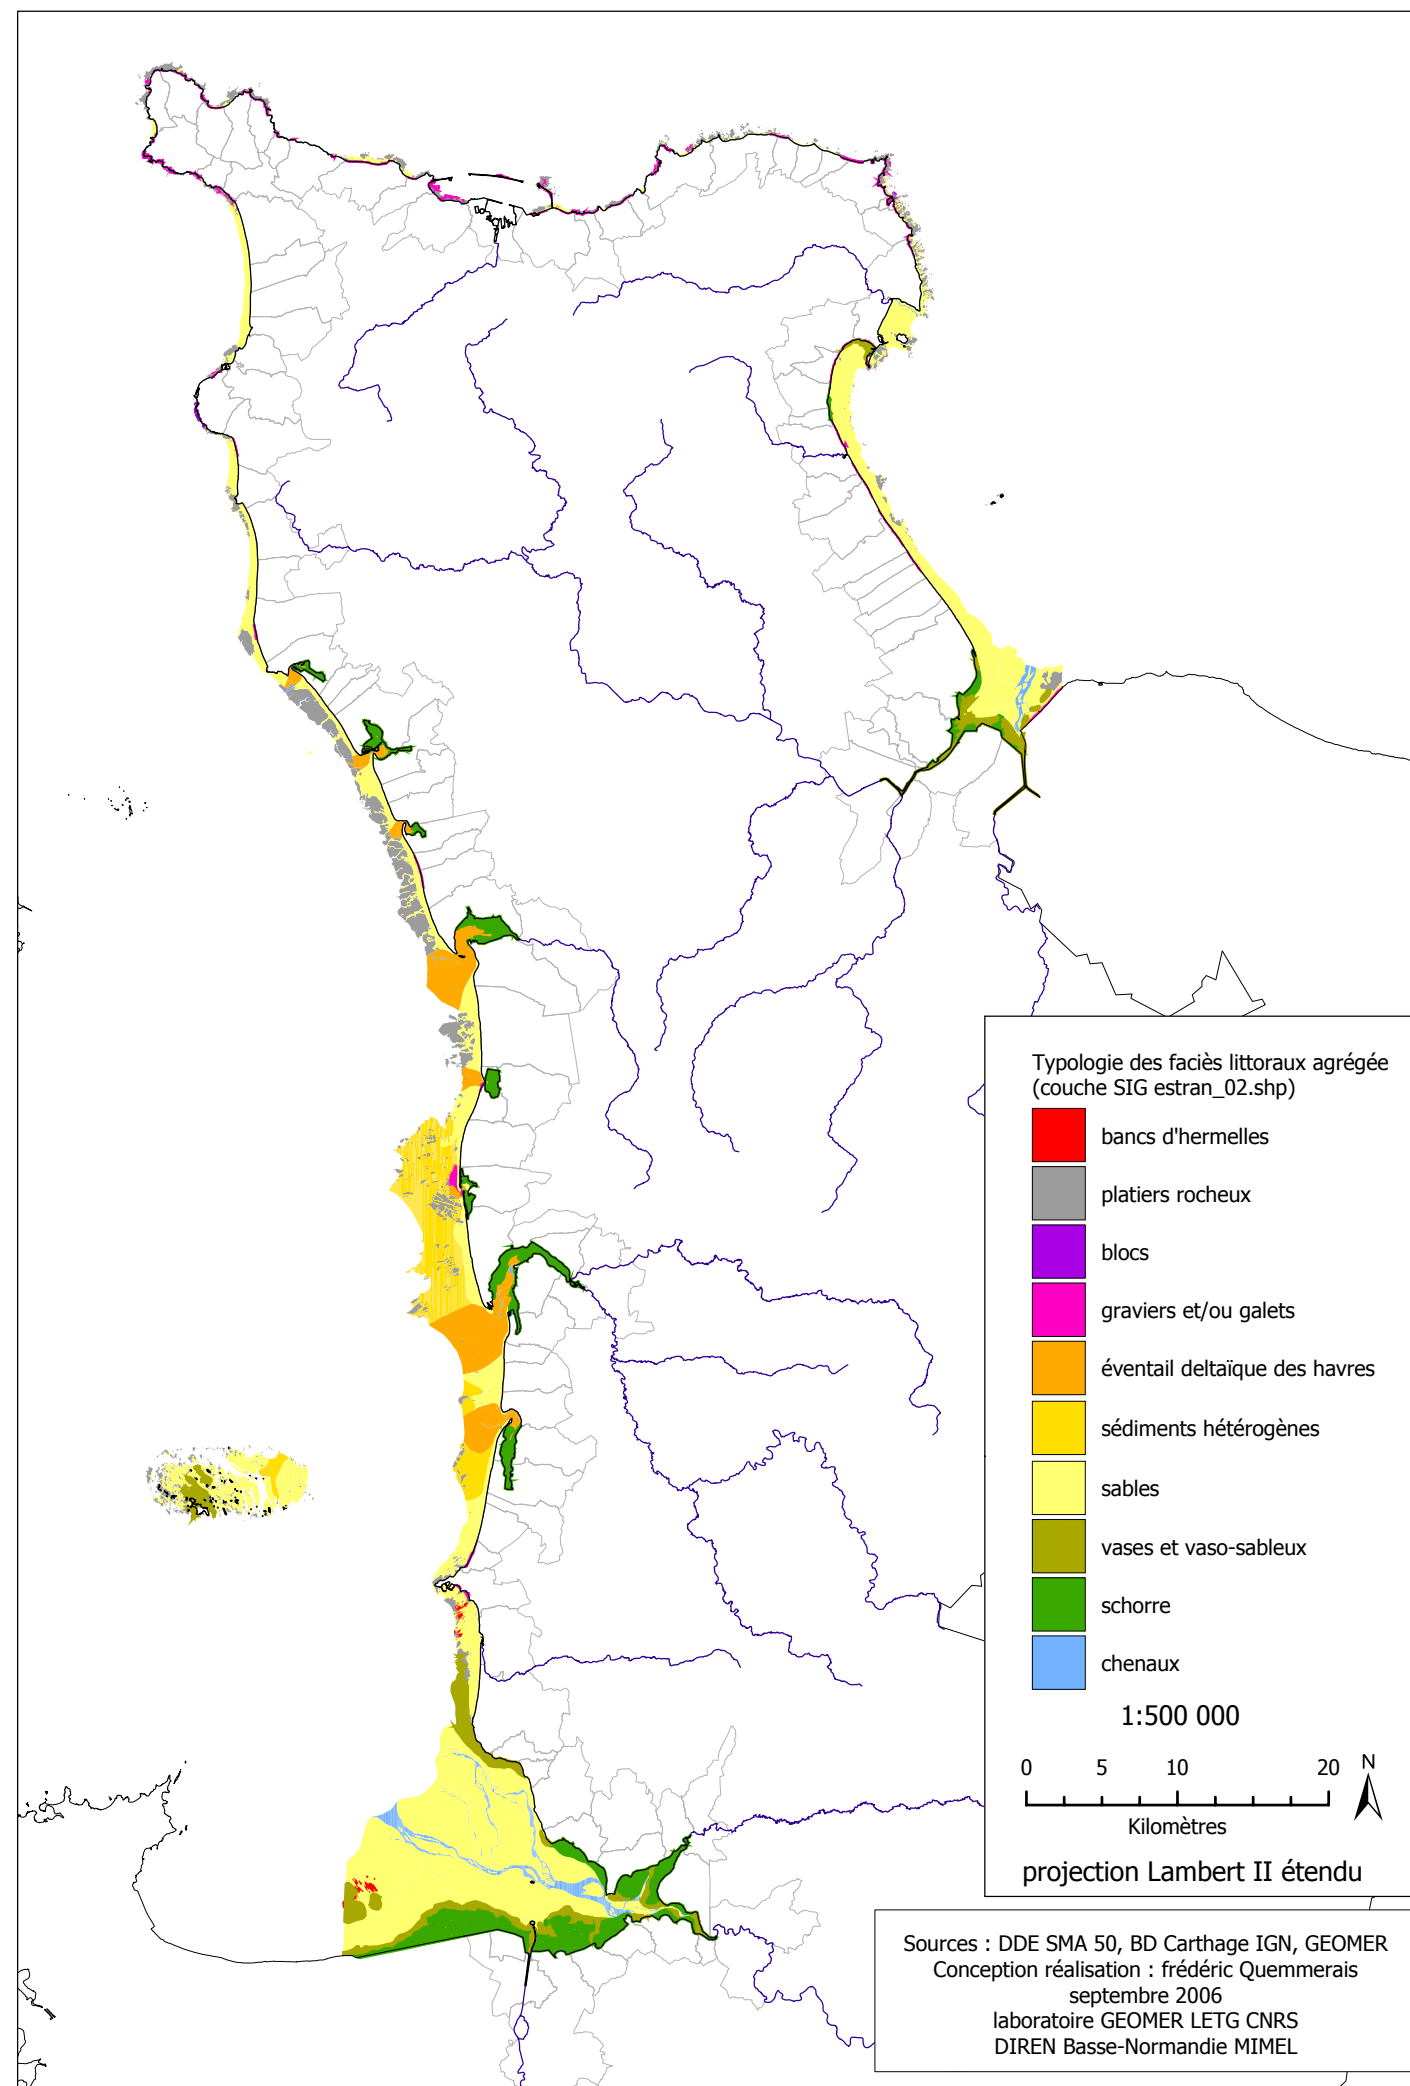 Typologie des faciès littoraux agrégée
(couche SIG estran_02.shp)
bancs d'hermelles
platiers rocheux
blocs
graviers et/ou galets
éventail deltaïque des havres
sédiments hétérogènes
sables
vases et vaso-sableux
schorre
chenaux
1:500 000
0 5 10 20 N
Kilomètres
projection Lambert II étendu
Sources : DDE SMA 50, BD Carthage IGN, GEOMER
Conception réalisation : frédéric Quemmerais
septembre 2006
laboratoire GEOMER LETG CNRS
DIREN Basse-Normandie MIMEL